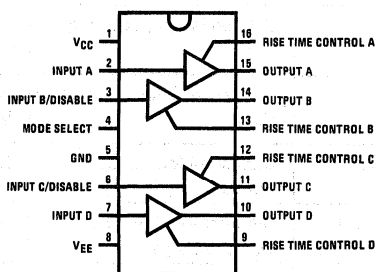 VCC 1 16 RISE TIME CONTROL A
INPUT A 2 15 OUTPUT A
INPUT B/DISABLE 3 14 OUTPUT B
MODE SELECT 4 13 RISE TIME CONTROL B
GND 5 12 RISE TIME CONTROL C
INPUT C/DISABLE 6 11 OUTPUT C
INPUT D 7 10 OUTPUT D
VEE 8 9 RISE TIME CONTROL D